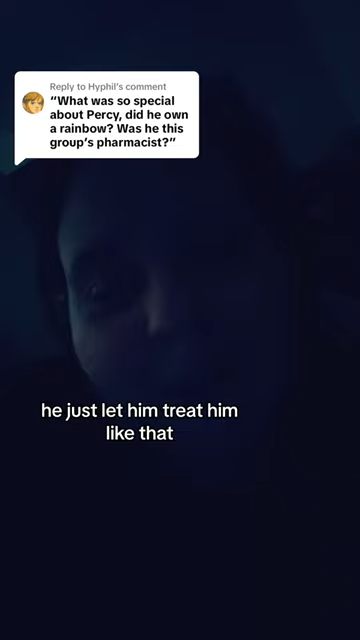 Reply to Hyphil's comment
“What was so special
about Percy, did he own
a rainbow? Was he this
group's pharmacist?”
he just let him treat him
like that